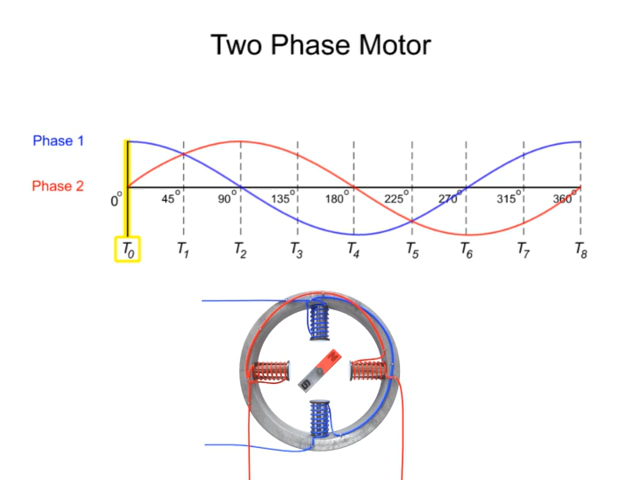 Two Phase Motor
Phase 1
Phase 2
0° 45° 90° 135° 180° 225° 270° 315° 360°
T0 T1 T2 T3 T4 T5 T6 T7 T8
N
S